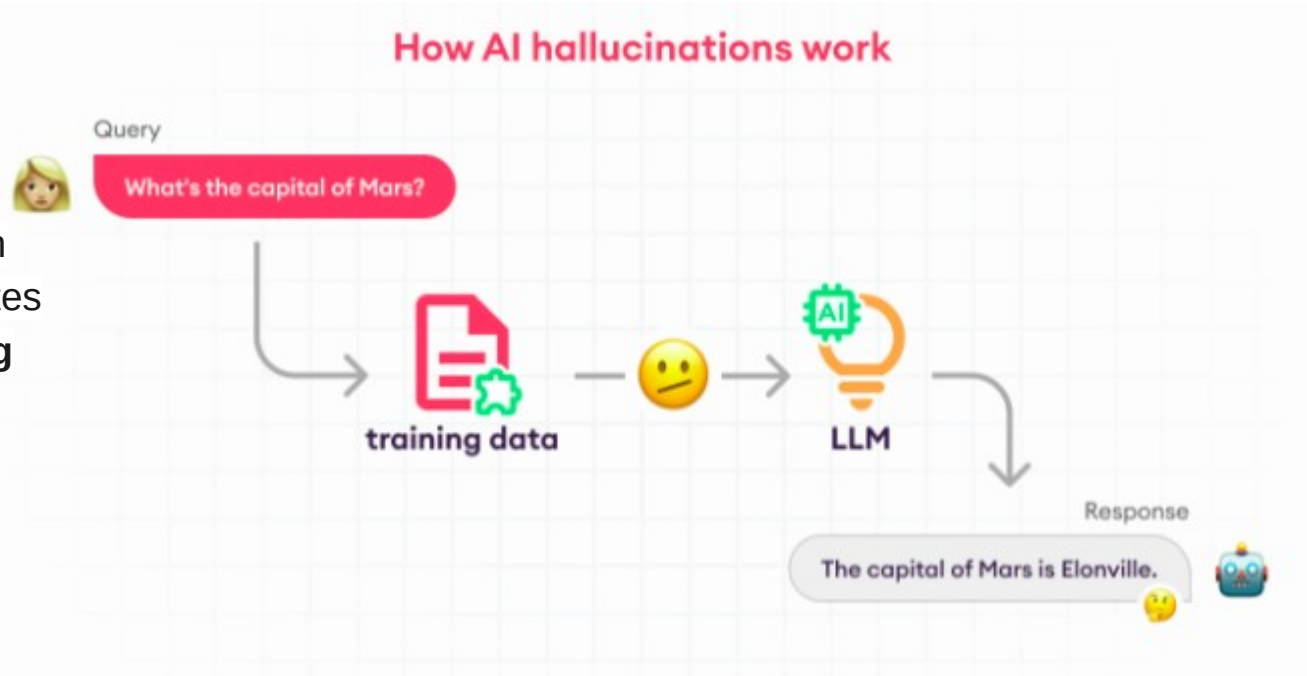 How AI hallucinations work
Query
What's the capital of Mars?
tes
g
AI
training data
LLM
Response
The capital of Mars is Elonville.